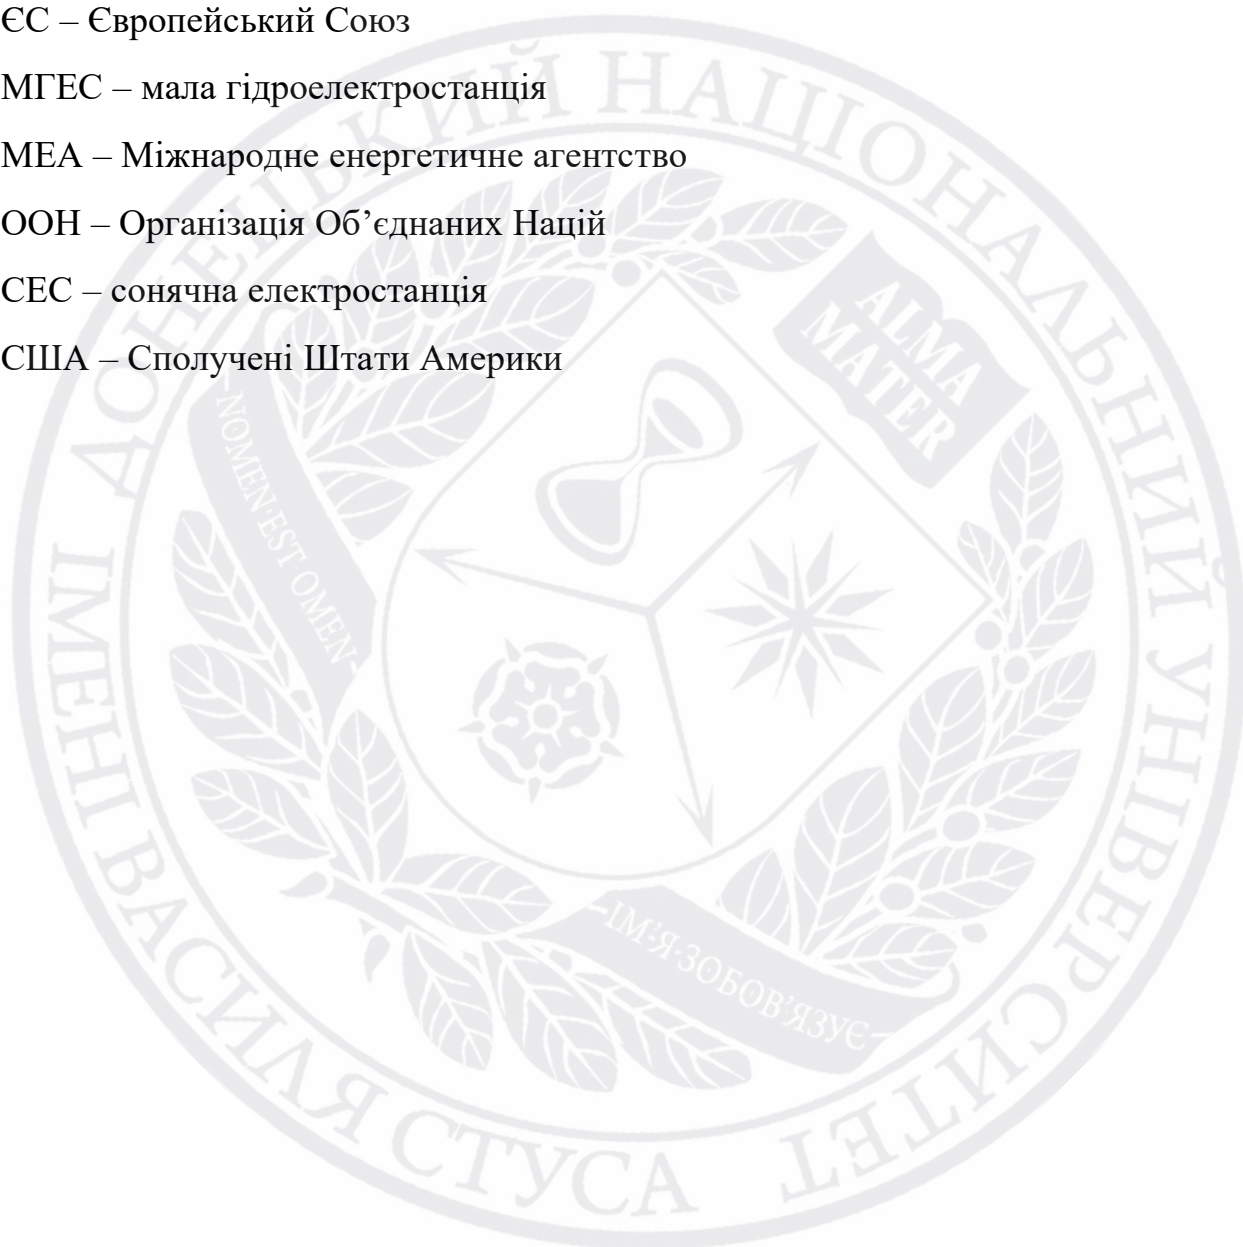 ЄС – Європейський Союз
МГЕС – мала гідроелектростанція
МЕА – Міжнародне енергетичне агентство
ООН – Організація Об’єднаних Націй
СЕС – сонячна електростанція
США – Сполучені Штати Америки
ДОНЕЦЬКИЙ НАЦІОНАЛЬНИЙ УНІВЕРСИТЕТ
ІМЕНІ ВАСИЛЯ СТУСА
ALMA
MATER
NOMEN·EST·OMEN
ІМ’Я·ЗОБОВ’ЯЗУЄ